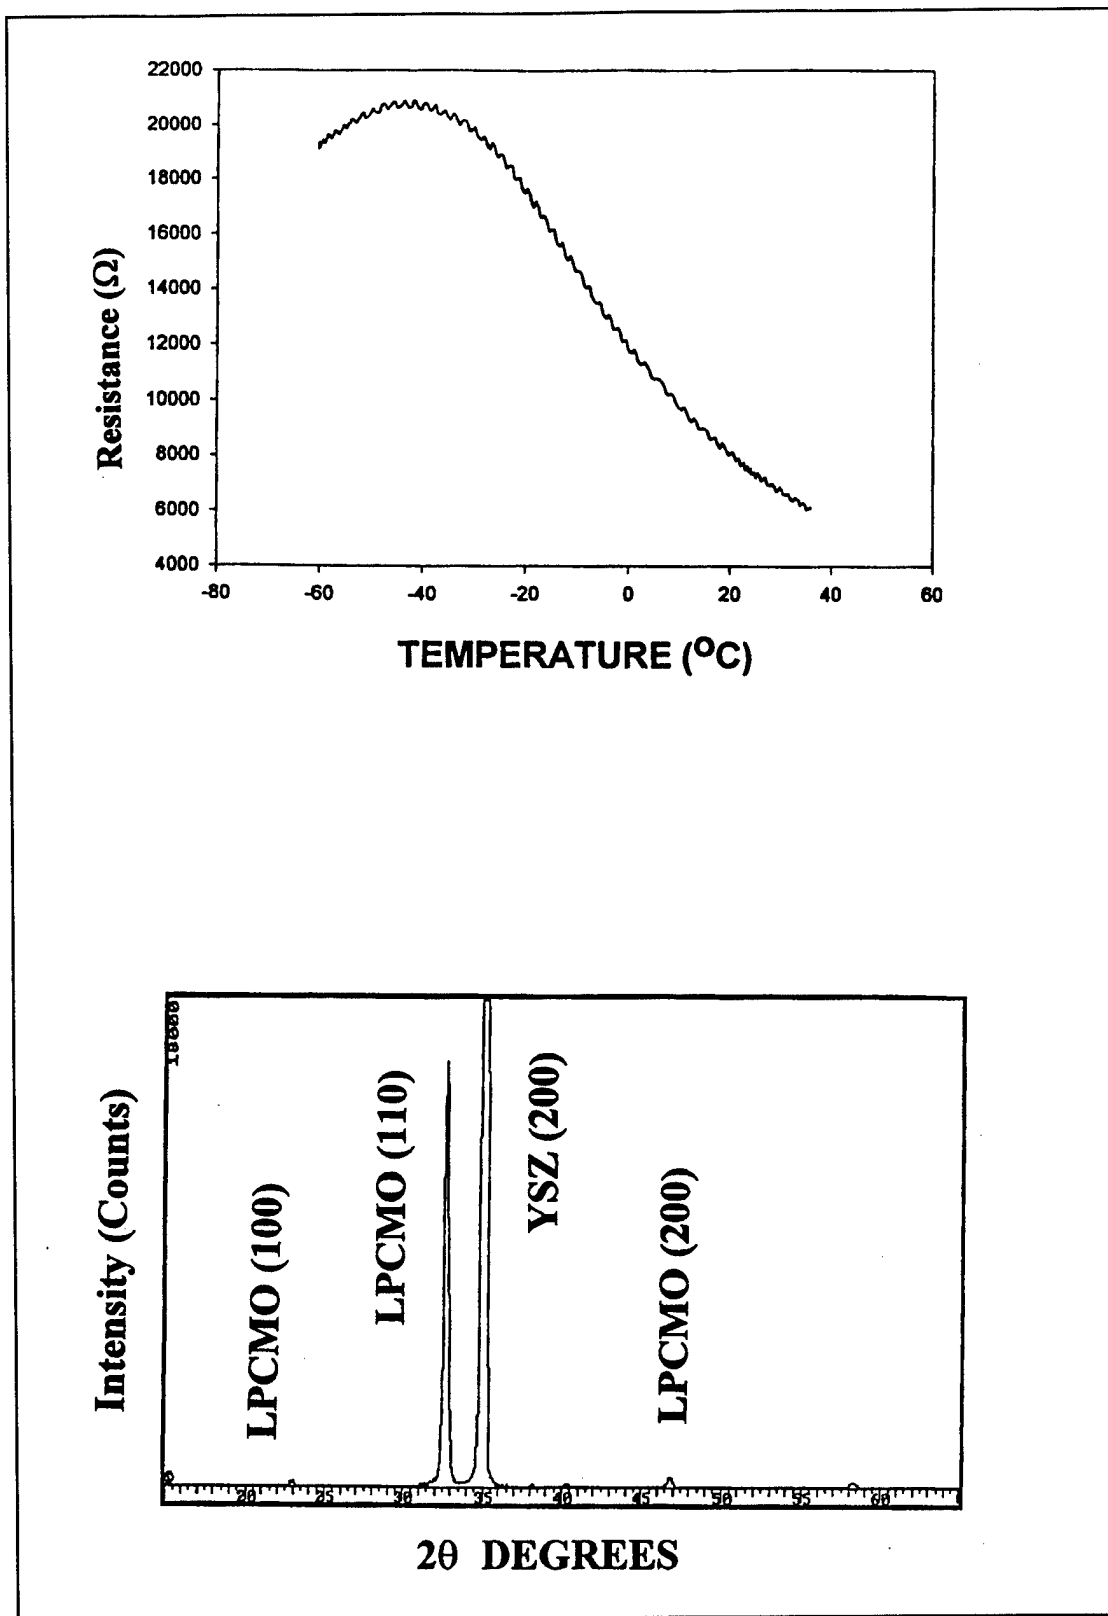 22000
20000
18000
16000
14000
12000
10000
8000
6000
4000
Resistance (Ω)
-80 -60 -40 -20 0 20 40 60
TEMPERATURE (ºC)
Intensity (Counts)
LPCMO (100)
LPCMO (110)
YSZ (200)
LPCMO (200)
20 25 30 35 40 45 50 55 60
2θ DEGREES